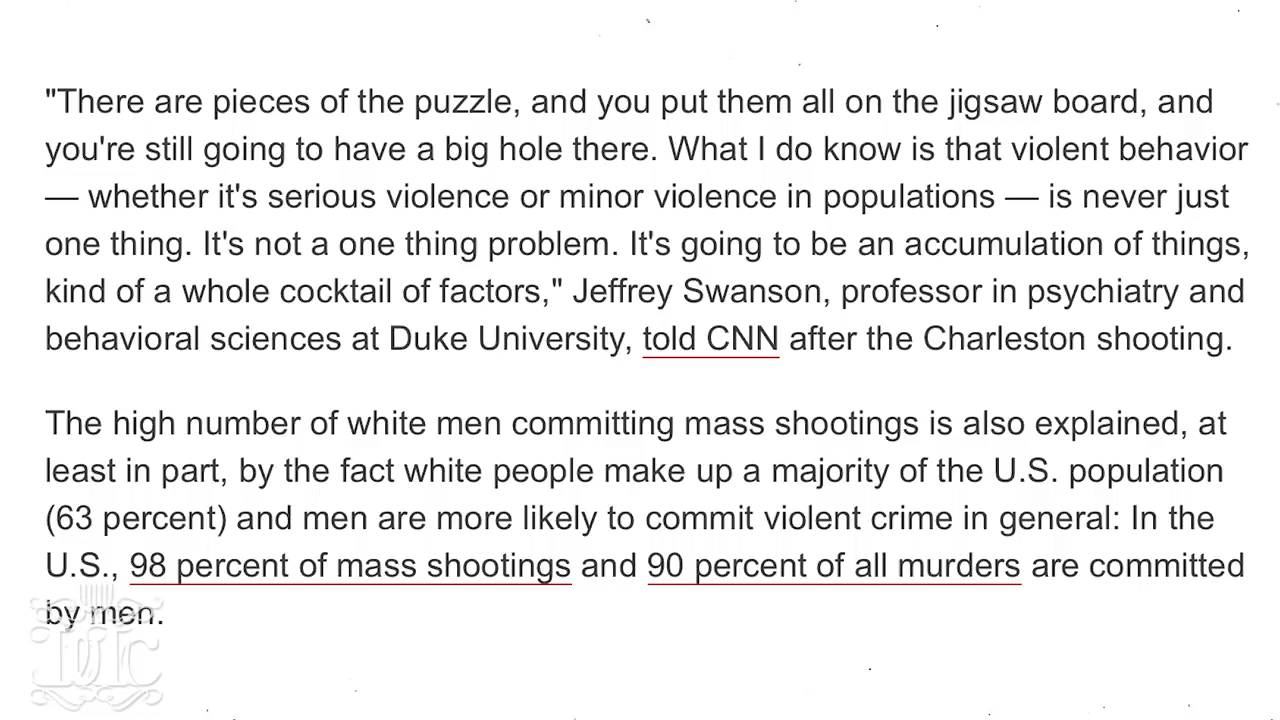 "There are pieces of the puzzle, and you put them all on the jigsaw board, and
you're still going to have a big hole there. What I do know is that violent behavior
— whether it's serious violence or minor violence in populations — is never just
one thing. It's not a one thing problem. It's going to be an accumulation of things,
kind of a whole cocktail of factors," Jeffrey Swanson, professor in psychiatry and
behavioral sciences at Duke University, told CNN after the Charleston shooting.
The high number of white men committing mass shootings is also explained, at
least in part, by the fact white people make up a majority of the U.S. population
(63 percent) and men are more likely to commit violent crime in general: In the
U.S., 98 percent of mass shootings and 90 percent of all murders are committed
by men.